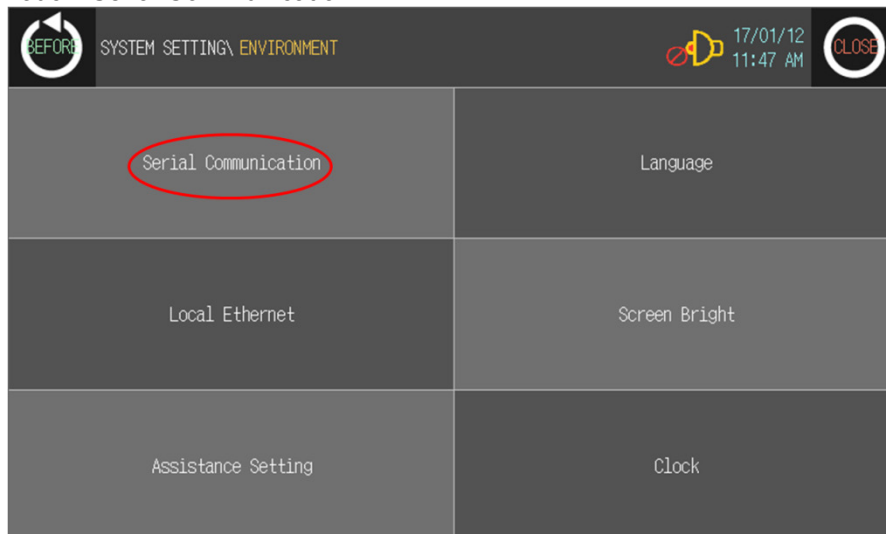 BEFORE
SYSTEM SETTING\ ENVIRONMENT
17/01/12
11:47 AM
CLOSE
Serial Communication
Language
Local Ethernet
Screen Bright
Assistance Setting
Clock